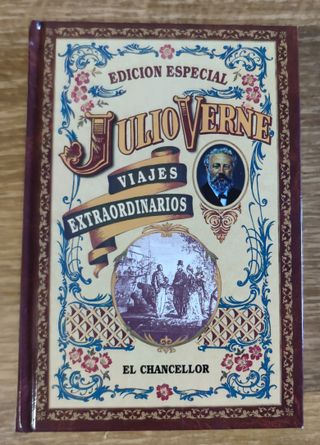 EDICION ESPECIAL
JULIO VERNE
VIAJES
EXTRAORDINARIOS
EL CHANCELLOR